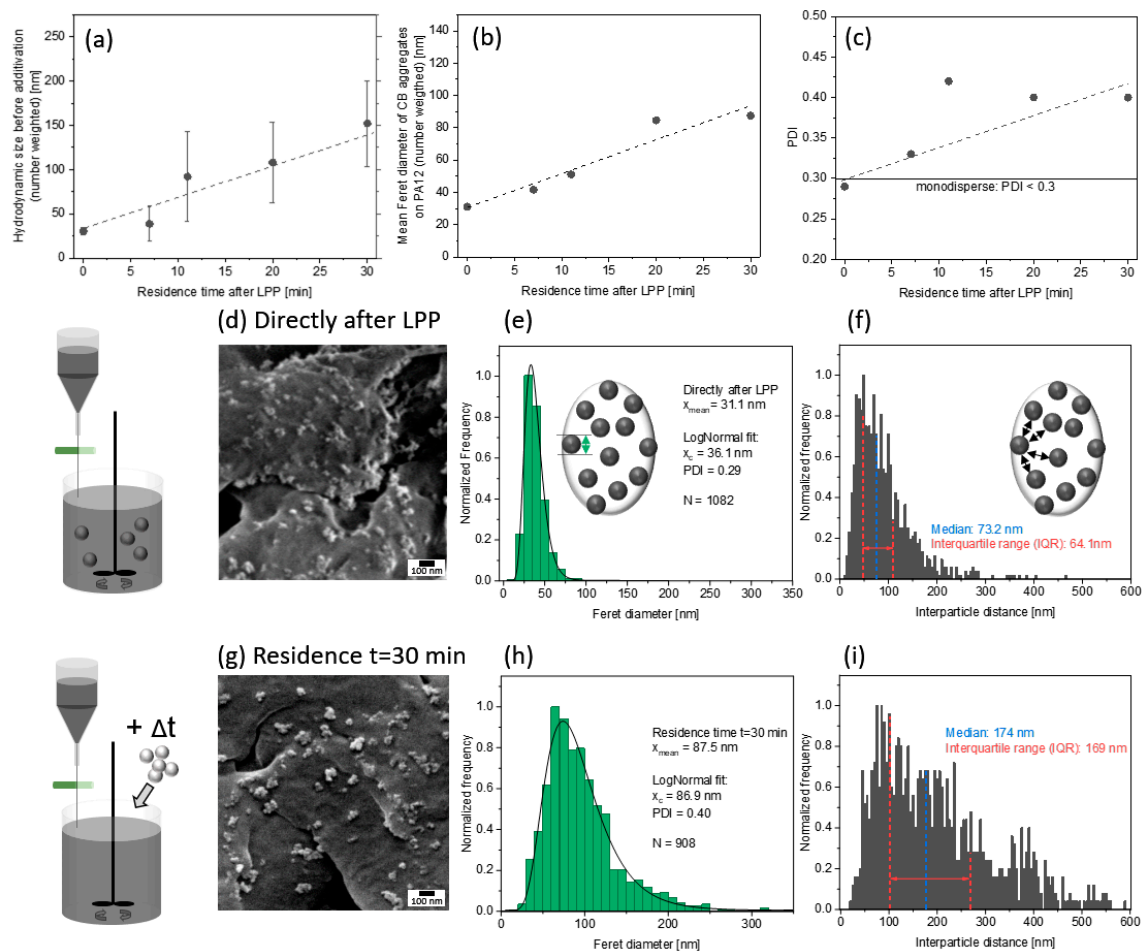 (a)
Hydrodynamic size before additivation
(number weighted) [nm]
250
200
150
100
50
0
0 5 10 15 20 25 30
Residence time after LPP [min]
(b)
Mean Feret diameter of CB aggregates
on PA12 (number weigthed) [nm]
140
120
100
80
60
40
20
0
0 5 10 15 20 25 30
Residence time after LPP [min]
(c)
PDI
0.50
0.45
0.40
0.35
0.30
0.25
0.20
monodisperse: PDI < 0.3
0 5 10 15 20 25 30
Residence time after LPP [min]
(d) Directly after LPP
100 nm
(e)
Normalized Frequency
1.0
0.8
0.6
0.4
0.2
0.0
Directly after LPP
xmean = 31.1 nm
LogNormal fit:
xc = 36.1 nm
PDI = 0.29
N = 1082
0 50 100 150 200 250 300 350
Feret diameter [nm]
(f)
Normalized Frequency
1.0
0.8
0.6
0.4
0.2
0.0
Median: 73.2 nm
Interquartile range (IQR): 64.1nm
0 100 200 300 400 500 600
Interparticle distance [nm]
+ Δt
(g) Residence t=30 min
100 nm
(h)
Normalized frequency
1.0
0.8
0.6
0.4
0.2
0.0
Residence time t=30 min
xmean = 87.5 nm
LogNormal fit:
xc = 86.9 nm
PDI = 0.40
N = 908
0 100 200 300
Feret diameter [nm]
(i)
Normalized frequency
1.0
0.8
0.6
0.4
0.2
0.0
Median: 174 nm
Interquartile range (IQR): 169 nm
0 100 200 300 400 500 600
Interparticle distance [nm]